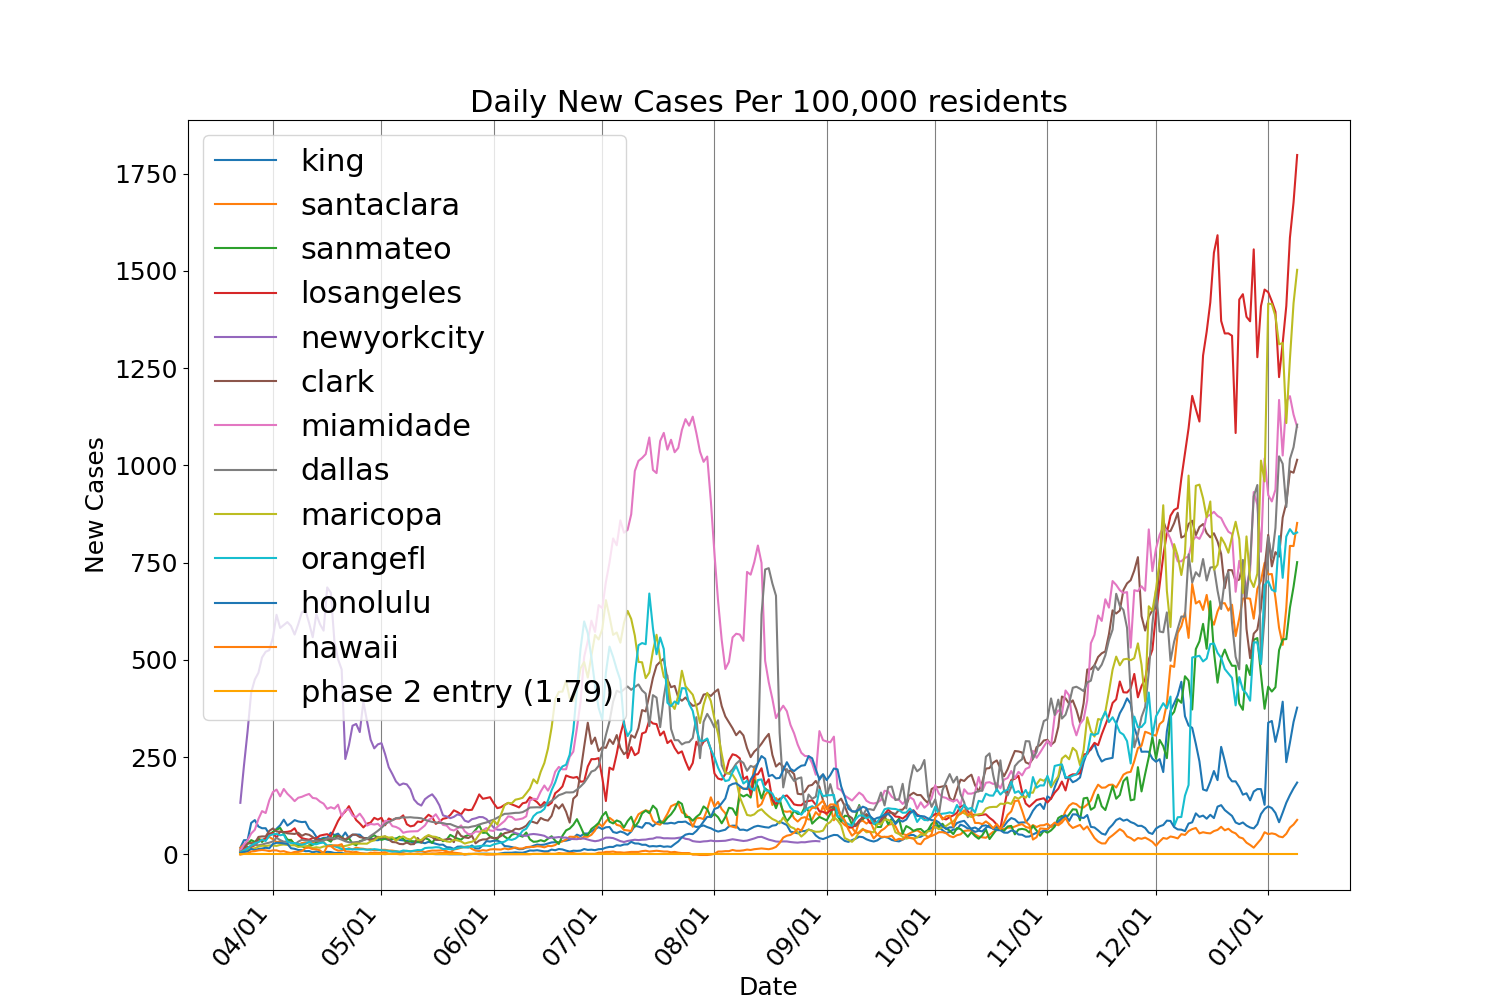 Daily New Cases Per 100,000 residents
New Cases
1750
1500
1250
1000
750
500
250
0
king
santaclara
sanmateo
losangeles
newyorkcity
clark
miamidade
dallas
maricopa
orangefl
honolulu
hawaii
phase 2 entry (1.79)
04/01
05/01
06/01
07/01
08/01
09/01
10/01
11/01
12/01
01/01
Date